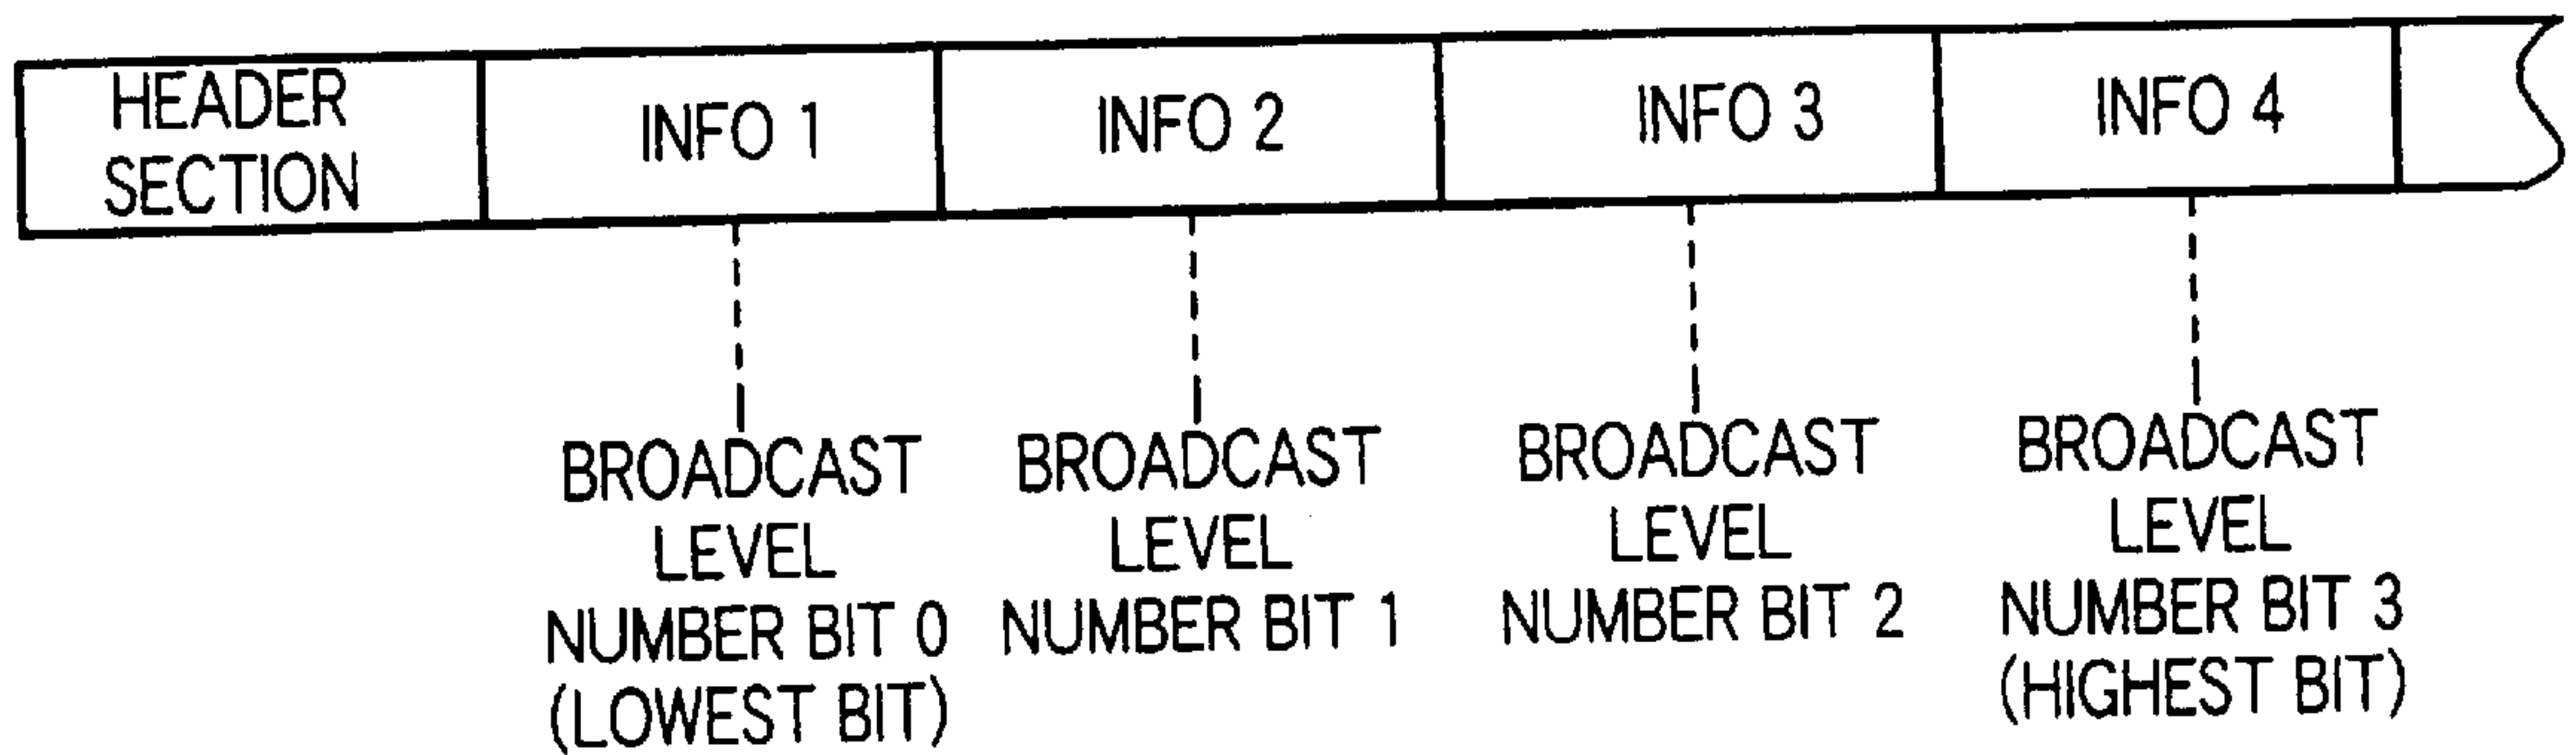 HEADER
SECTION
INFO 1
INFO 2
INFO 3
INFO 4
BROADCAST
LEVEL
NUMBER BIT 0
(LOWEST BIT)
BROADCAST
LEVEL
NUMBER BIT 1
BROADCAST
LEVEL
NUMBER BIT 2
BROADCAST
LEVEL
NUMBER BIT 3
(HIGHEST BIT)